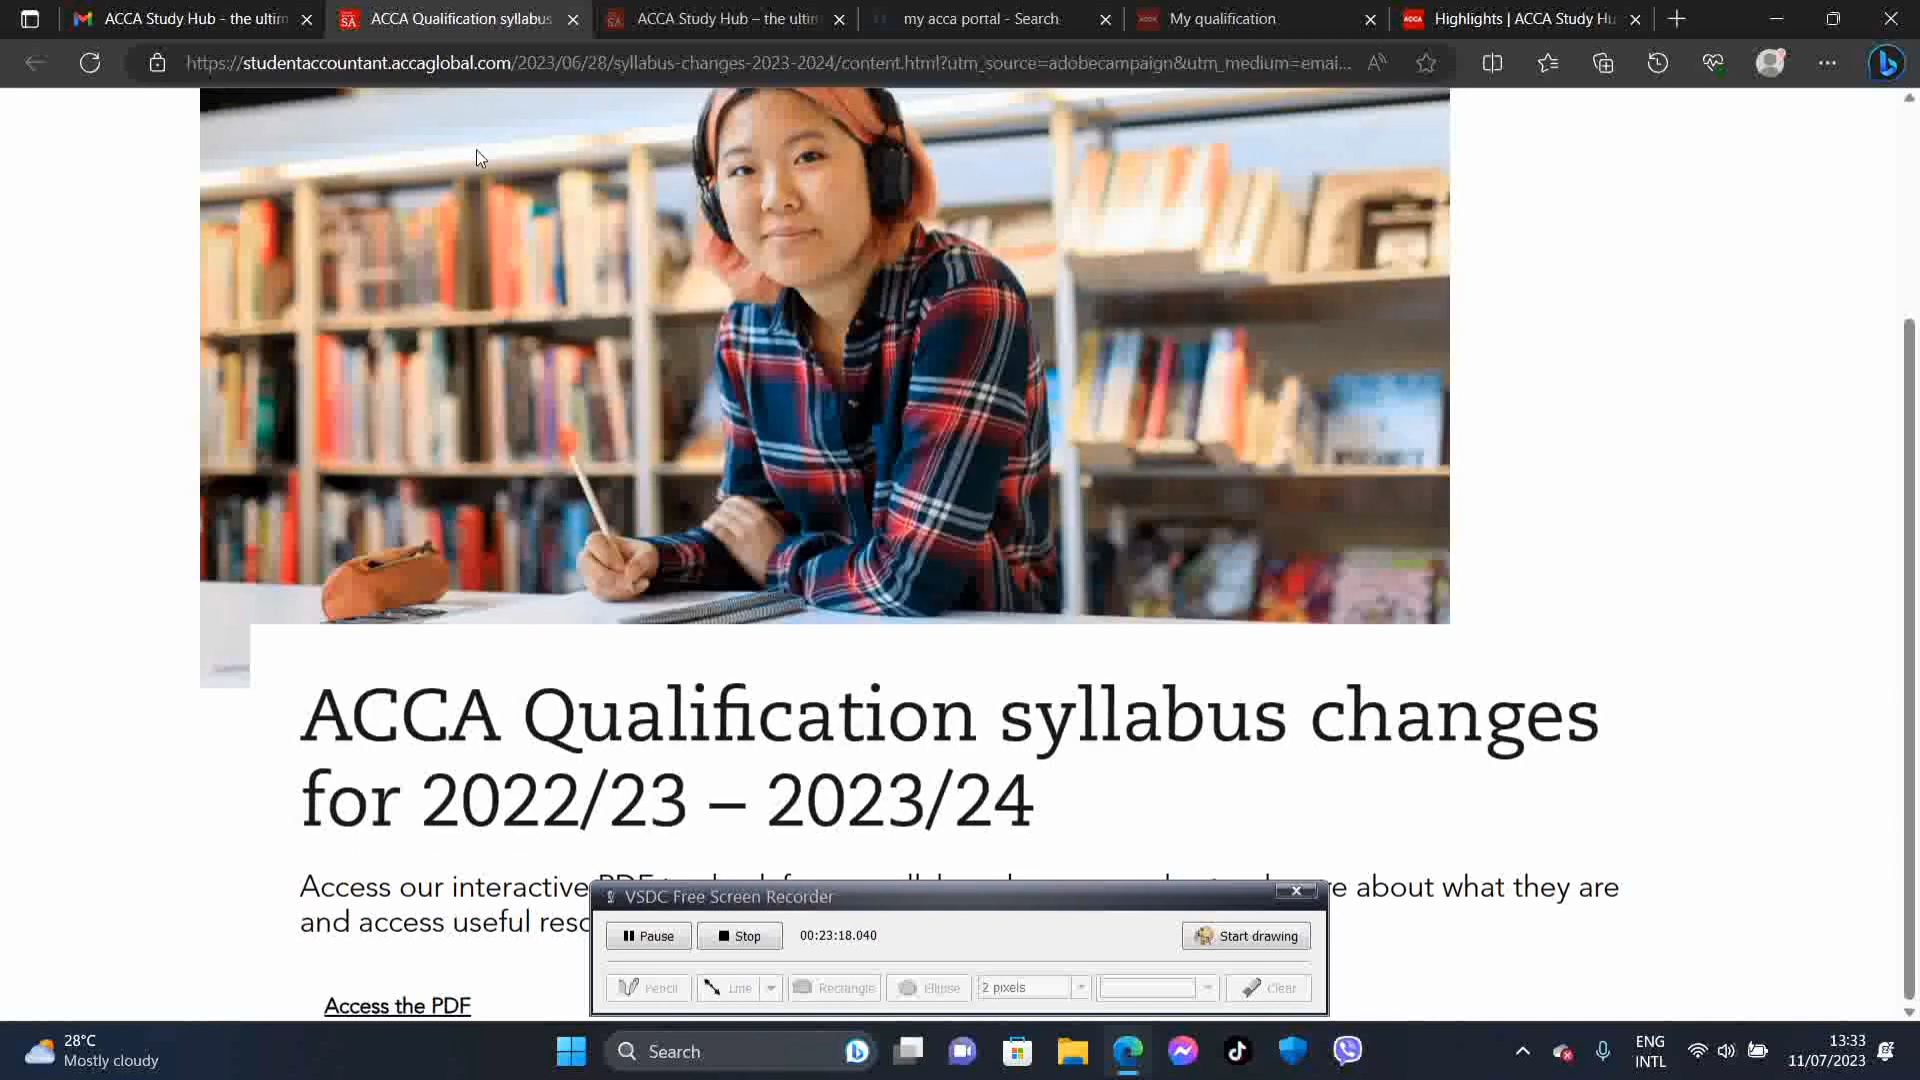 ACCA Study Hub - the ultim
ACCA Qualification syllabus
ACCA Study Hub – the ultim
my acca portal - Search
My qualification
Highlights | ACCA Study Hu
https://studentaccountant.accaglobal.com/2023/06/28/syllabus-changes-2023-2024/content.html?utm_source=adobecampaign&utm_medium=emai...
ACCA Qualification syllabus changes
for 2022/23 – 2023/24
Access our interactive
re about what they are
and access useful reso
Access the PDF
VSDC Free Screen Recorder
Pause
Stop
00:23:18.040
Start drawing
Pencil
Line
Rectangle
Ellipse
2 pixels
Clear
28°C
Mostly cloudy
Search
ENG
INTL
13:33
11/07/2023